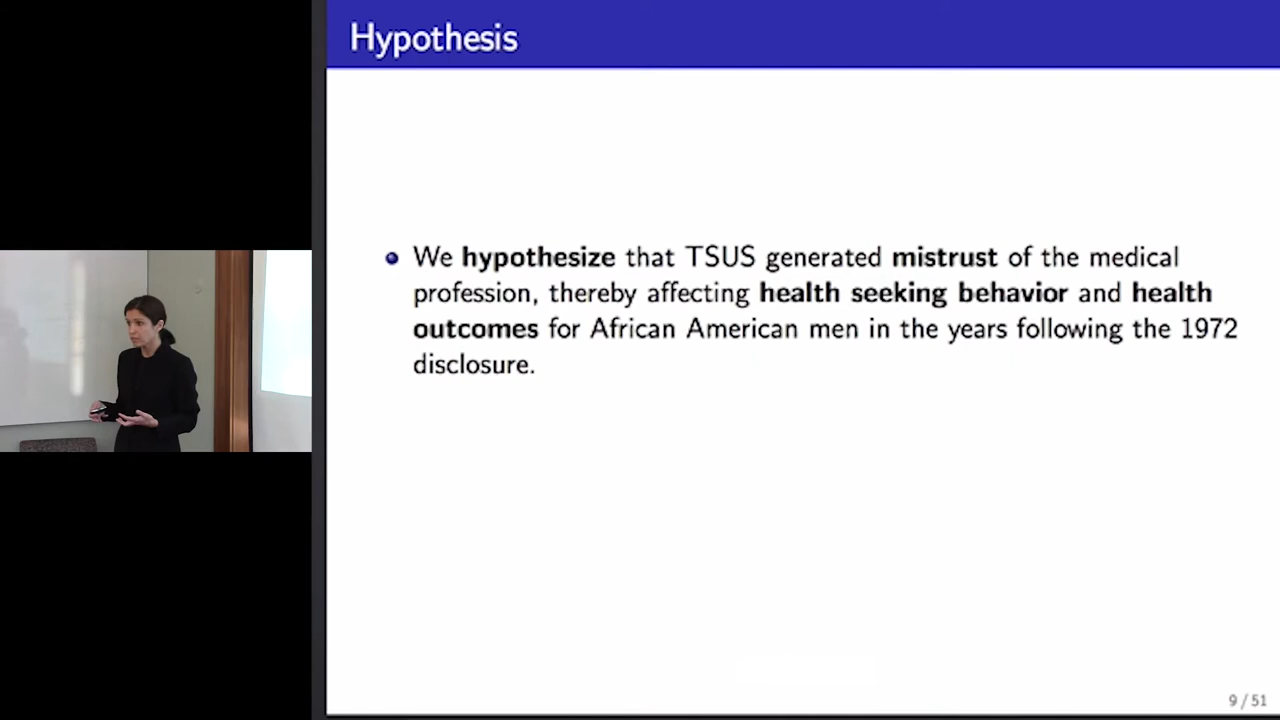 Hypothesis
We hypothesize that TSUS generated mistrust of the medical
profession, thereby affecting health seeking behavior and health
outcomes for African American men in the years following the 1972
disclosure.
9 / 51